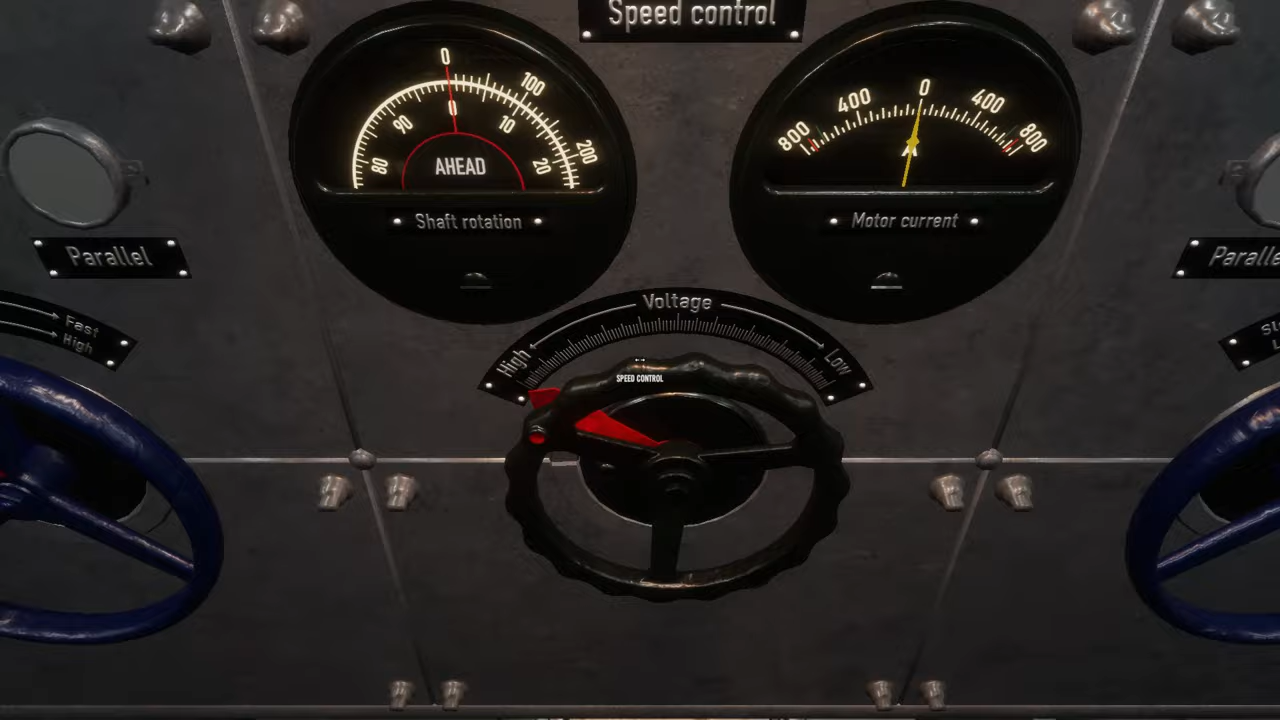 Speed control
0
100
200
0
90
10
80
20
AHEAD
Shaft rotation
800
400
0
400
800
A
Motor current
Parallel
Fast
High
High
Voltage
Low
SPEED CONTROL